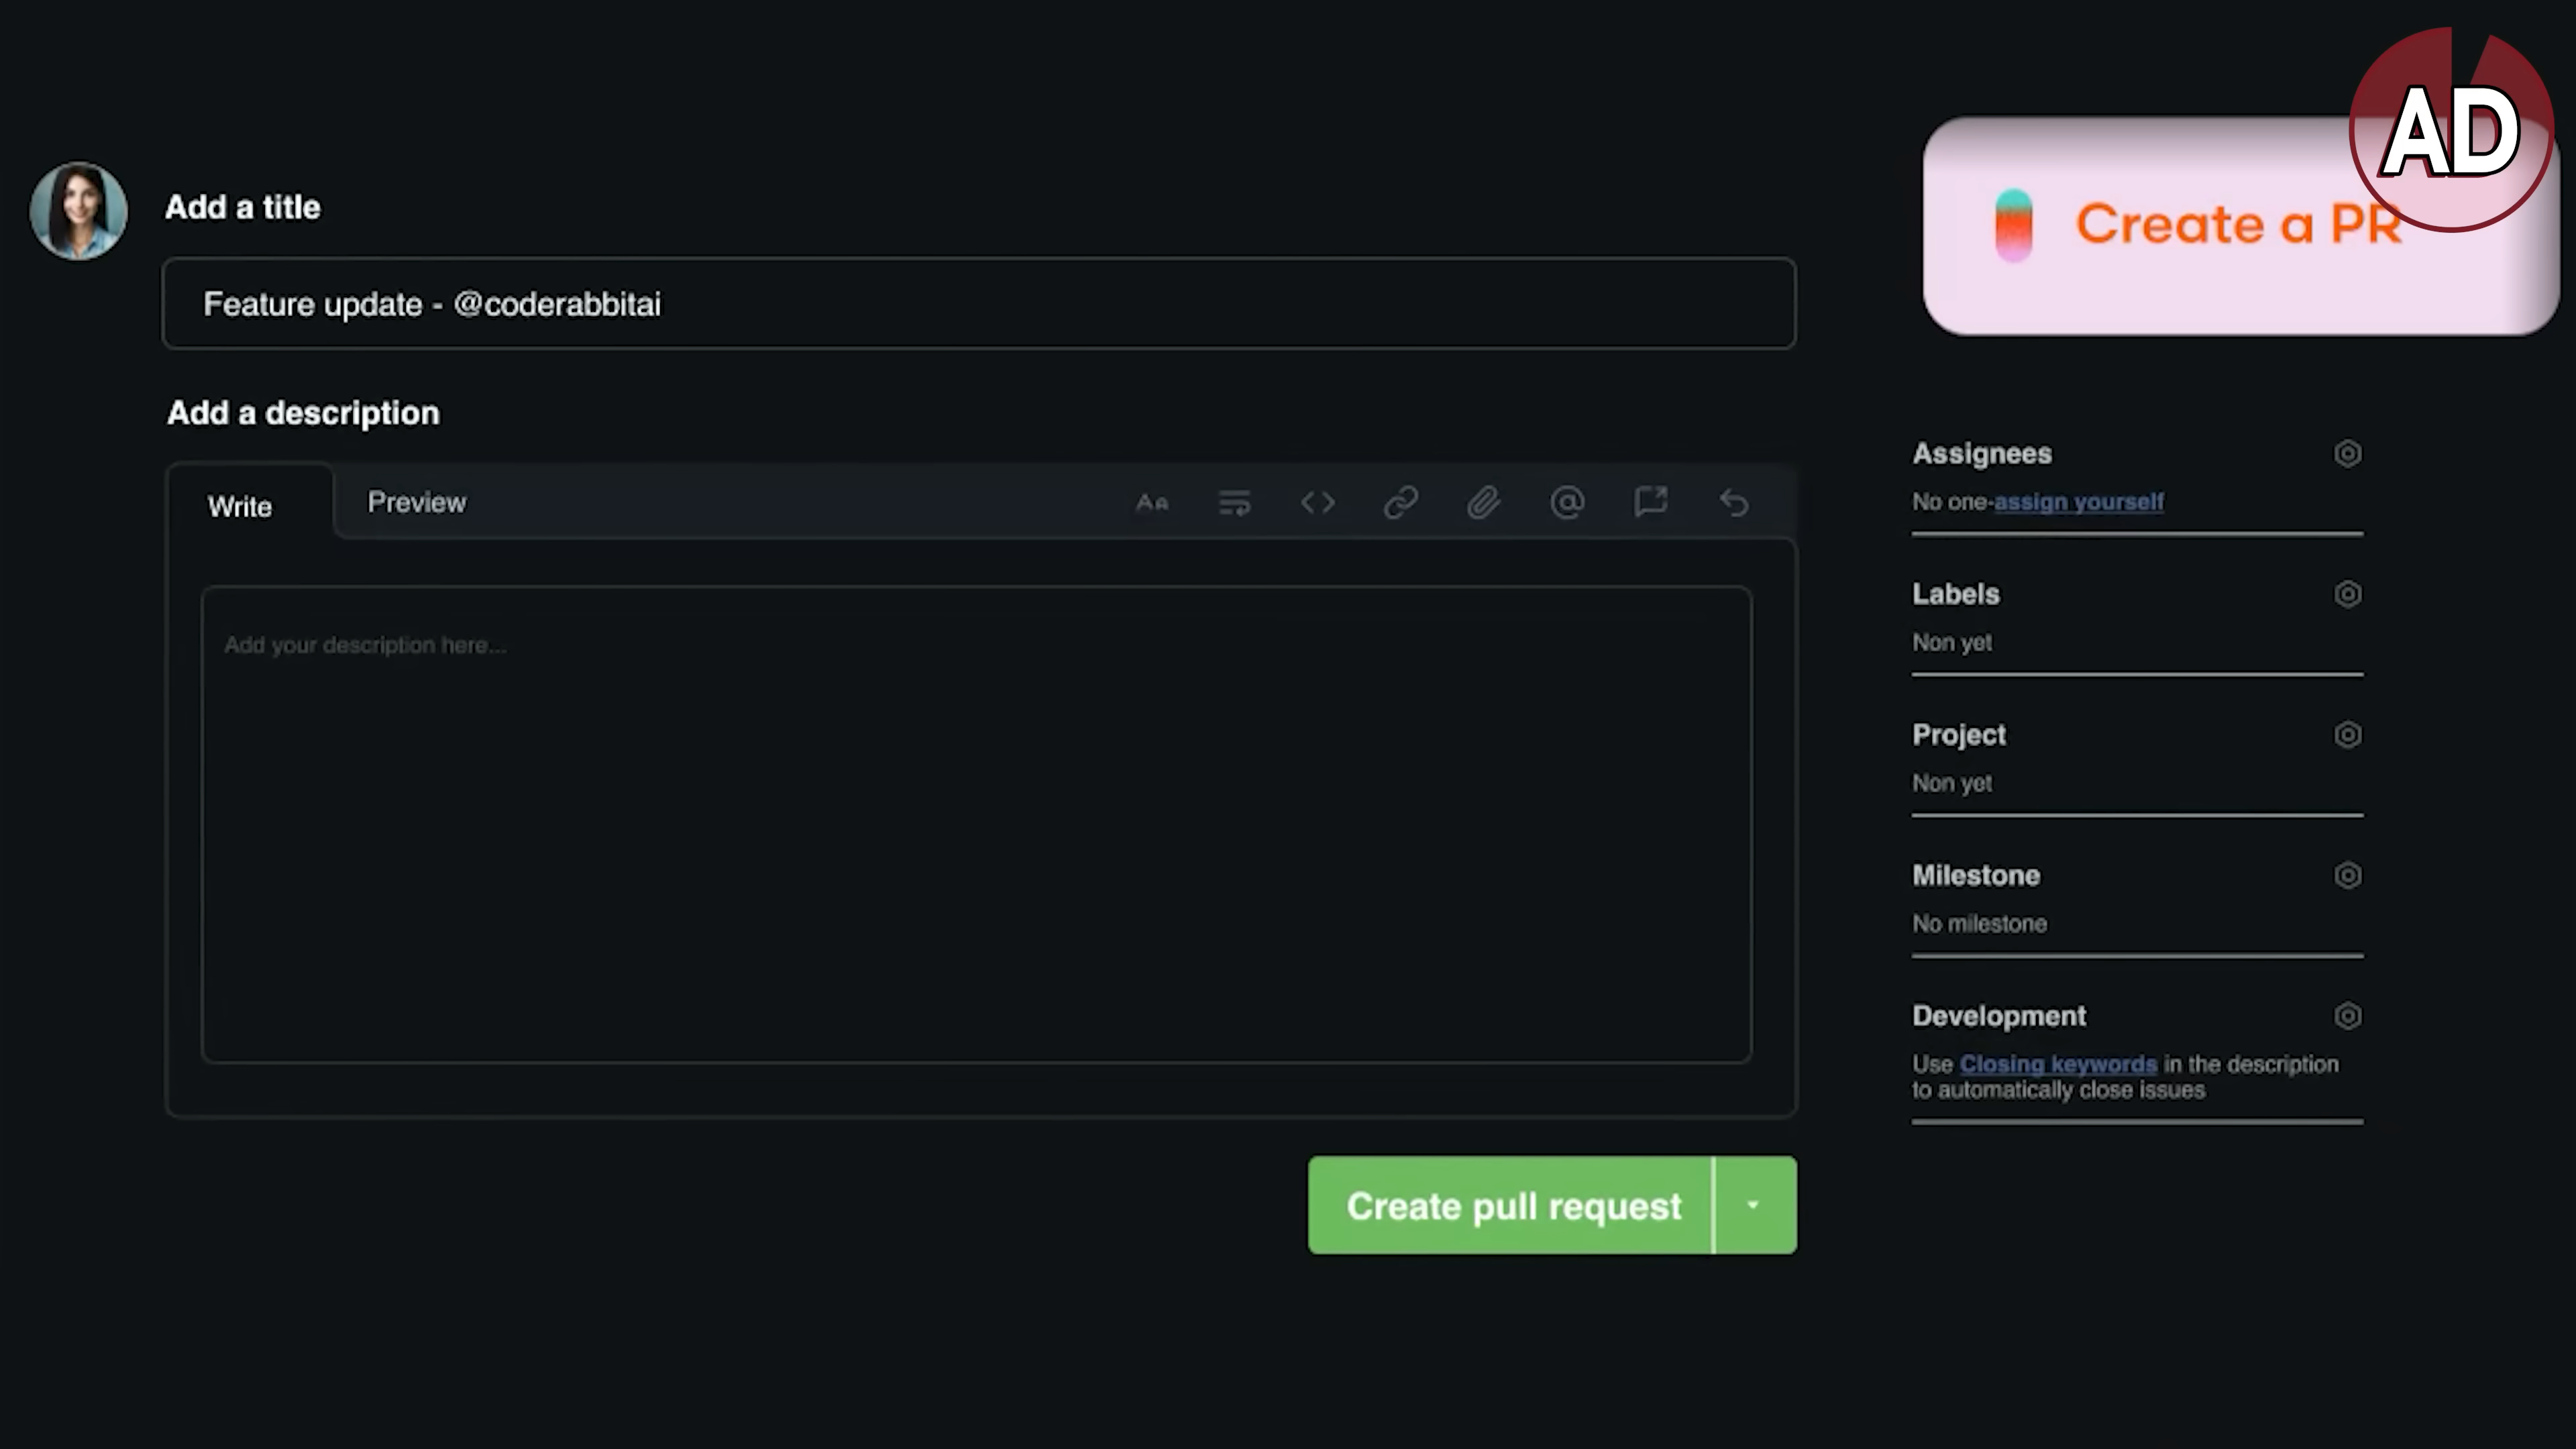 AD
Create a PR
Add a title
Feature update - @coderabbitai
Add a description
Write
Preview
AA
Add your description here...
Create pull request
Assignees
No one-assign yourself
Labels
Non yet
Project
Non yet
Milestone
No milestone
Development
Use Closing keywords in the description
to automatically close issues